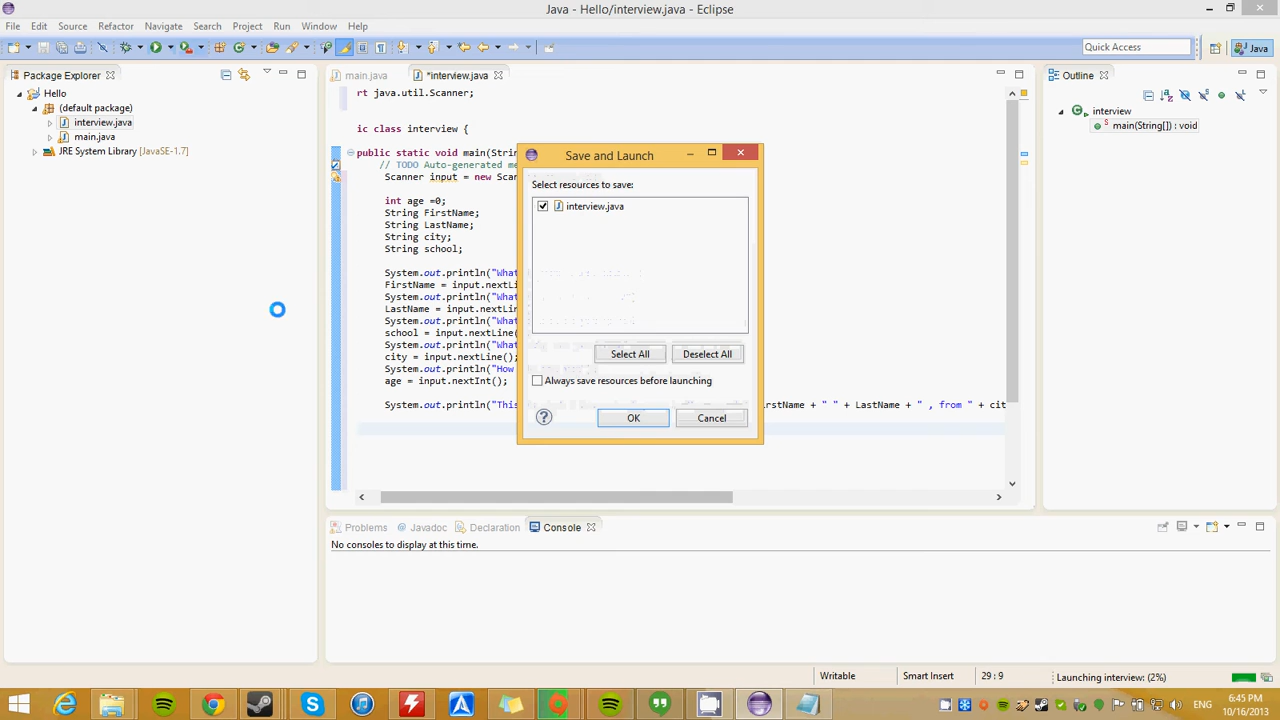 Java - Hello/interview.java - Eclipse
File Edit Source Refactor Navigate Search Project Run Window Help
Quick Access
Java
Package Explorer
main.java
*interview.java
Outline
Hello
(default package)
interview.java
main.java
JRE System Library [JavaSE-1.7]
rt java.util.Scanner;
ic class interview {
public static void main(Strin
// TODO Auto-generated me
Scanner input = new Scan
int age =0;
String FirstName;
String LastName;
String city;
String school;
System.out.println("What
FirstName = input.nextLi
System.out.println("What
LastName = input.nextLin
System.out.println("What
school = input.nextLine(
System.out.println("What
city = input.nextLine();
System.out.println("How
age = input.nextInt();
System.out.println("This
irstName + " " + LastName + " , from " + cit
Save and Launch
Select resources to save:
interview.java
Select All
Deselect All
Always save resources before launching
OK
Cancel
interview
main(String[]) : void
Problems
Javadoc
Declaration
Console
No consoles to display at this time.
Writable
Smart Insert
29 : 9
Launching interview: (2%)
ENG
6:45 PM
10/16/2013